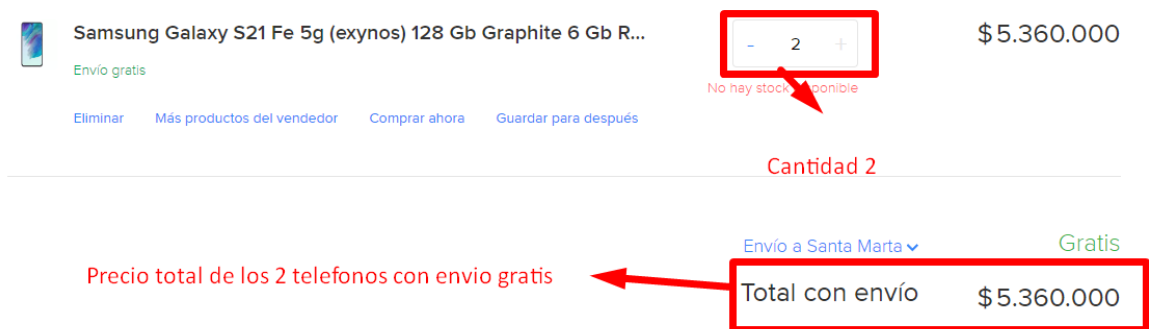 Samsung Galaxy S21 Fe 5g (exynos) 128 Gb Graphite 6 Gb R...
- 2 +
$5.360.000
Envío gratis
No hay stock disponible
Eliminar Más productos del vendedor Comprar ahora Guardar para después
Cantidad 2
Envío a Santa Marta
Gratis
Precio total de los 2 telefonos con envio gratis
Total con envío
$5.360.000